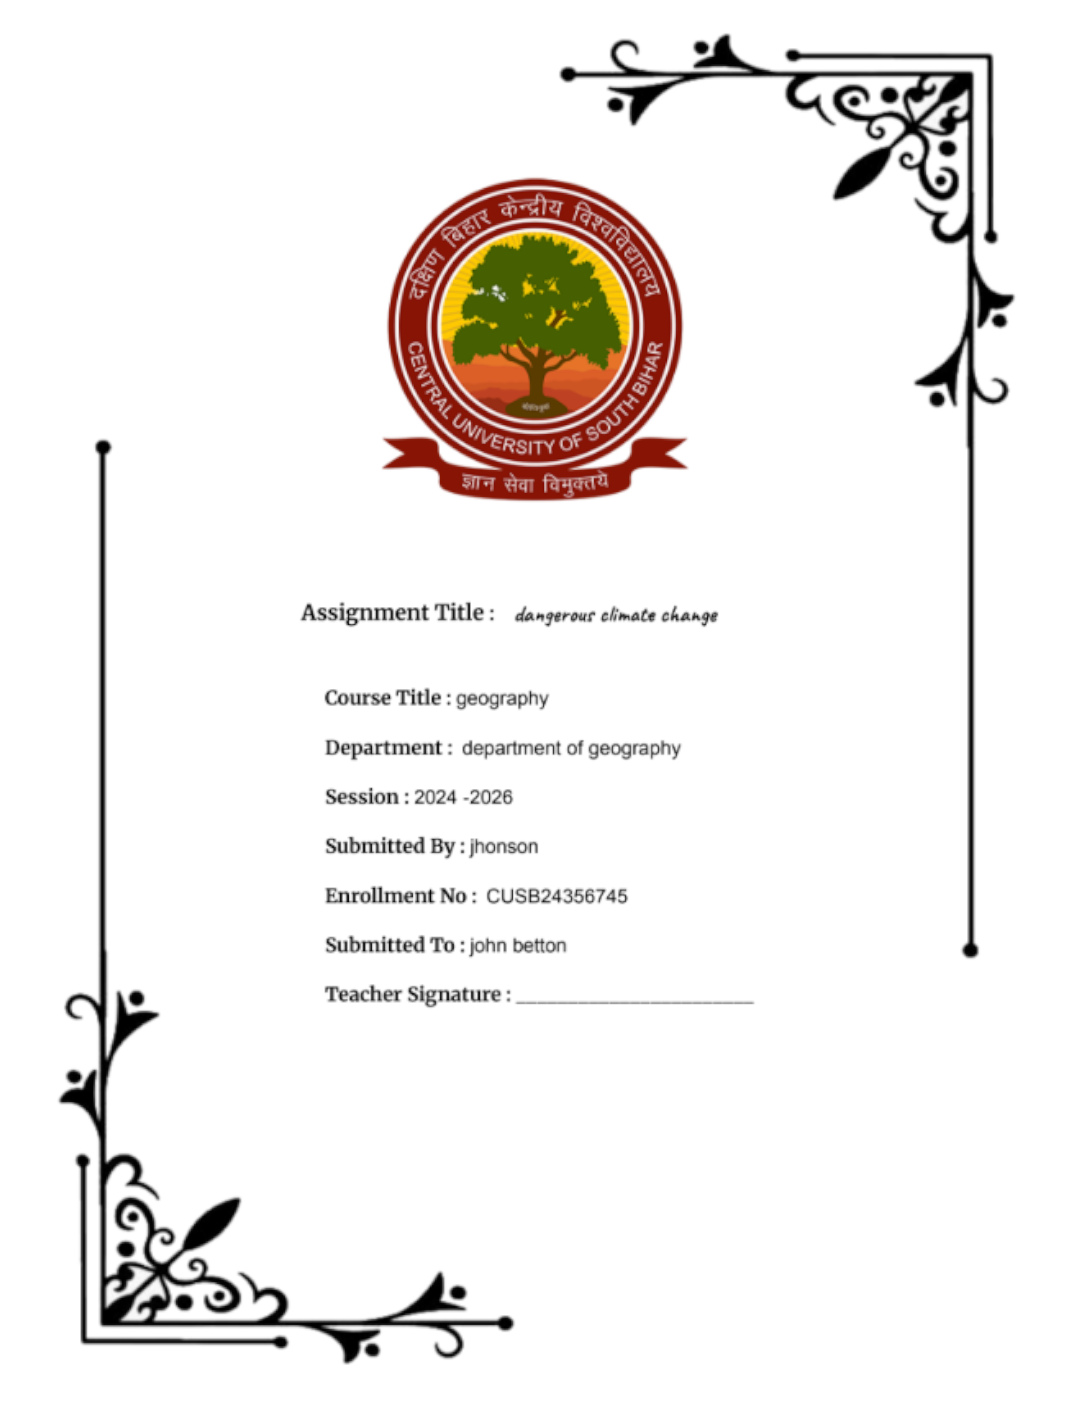 दक्षिण बिहार केन्द्रीय विश्वविद्यालय
CENTRAL UNIVERSITY OF SOUTH BIHAR
ज्ञान सेवा विमुक्तये
Assignment Title : dangerous climate change
Course Title : geography
Department : department of geography
Session : 2024 -2026
Submitted By : jhonson
Enrollment No : CUSB24356745
Submitted To : john betton
Teacher Signature : ______________________